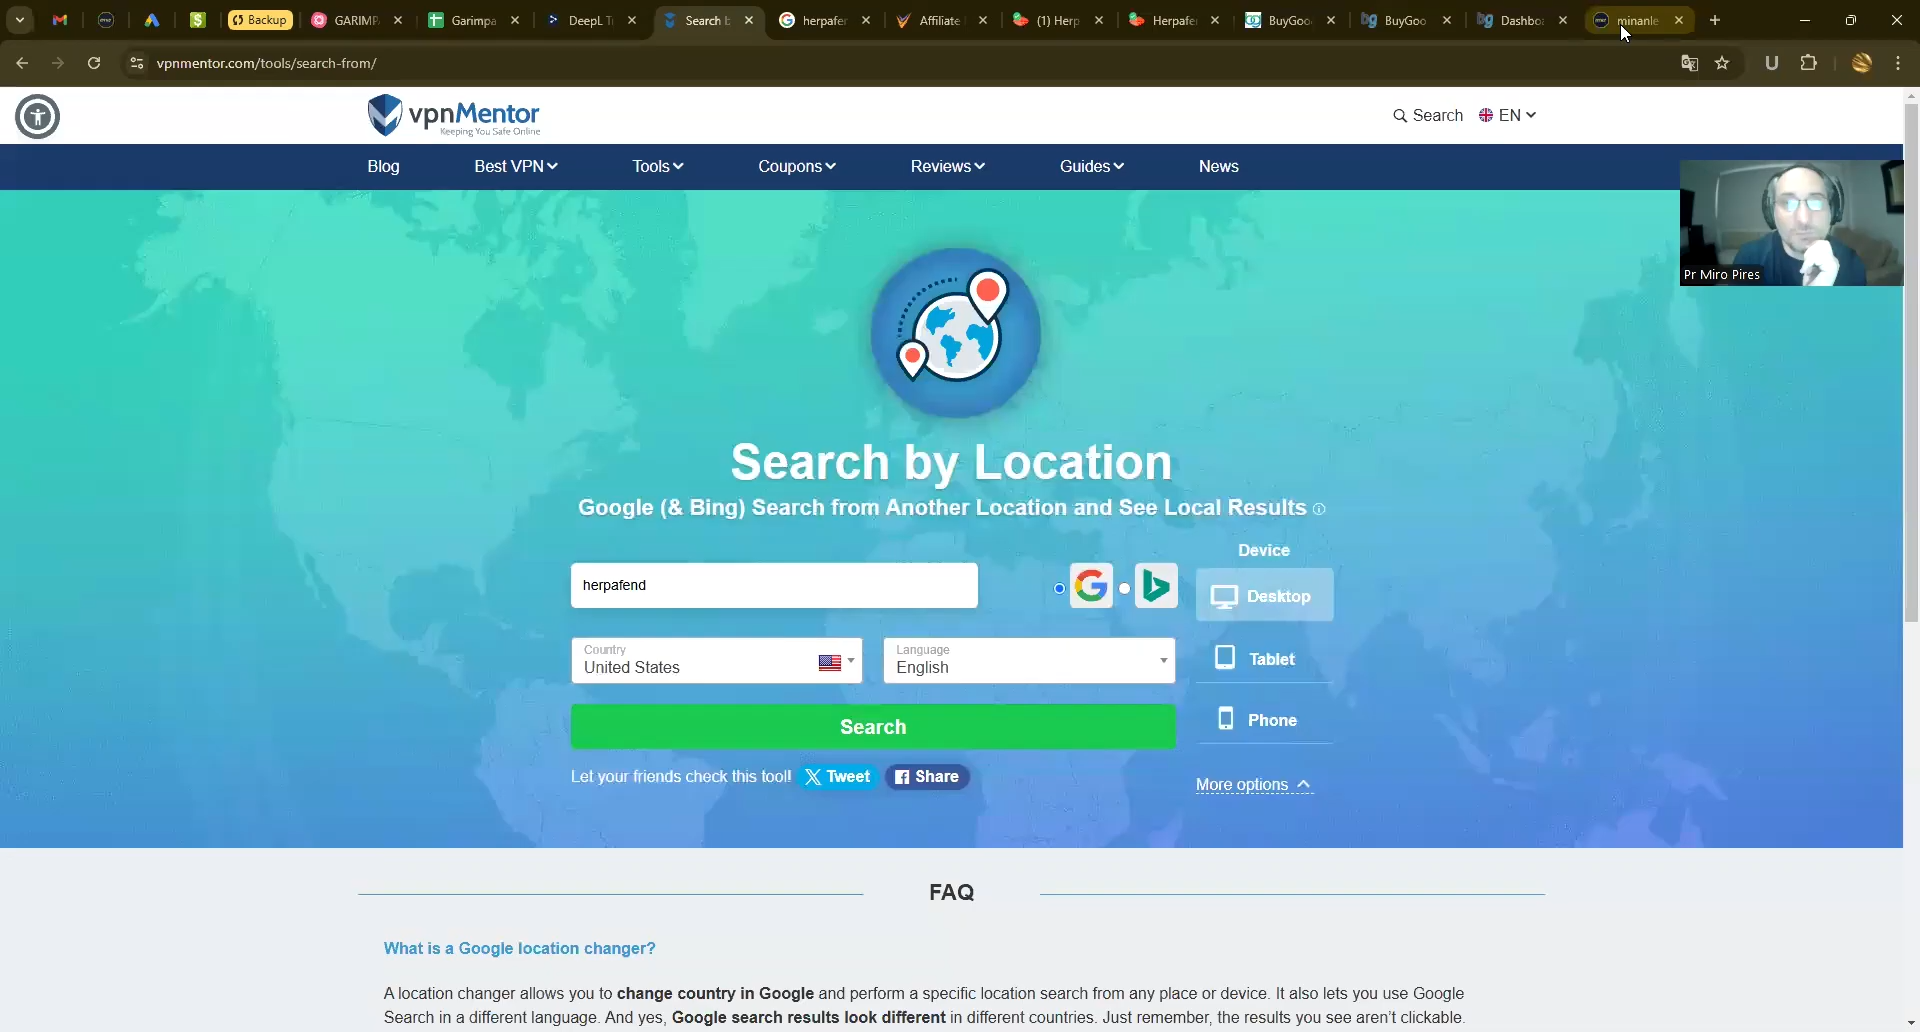 Backup
GARIMP
Garimpa
DeepL Tr
Search b
herpafen
Affiliate
(1) Herp
Herpafe
BuyGoo
BuyGoo
Dashbo
minanle
vpnmentor.com/tools/search-from/
vpnMentor
Keeping You Safe Online
Search
EN
Blog
Best VPN
Tools
Coupons
Reviews
Guides
News
Pr Miro Pires
Search by Location
Google (& Bing) Search from Another Location and See Local Results
Device
herpafend
Desktop
Country
United States
Language
English
Tablet
Search
Phone
Let your friends check this tool!
Tweet
Share
More options
FAQ
What is a Google location changer?
A location changer allows you to change country in Google and perform a specific location search from any place or device. It also lets you use Google
Search in a different language. And yes, Google search results look different in different countries. Just remember, the results you see aren't clickable.